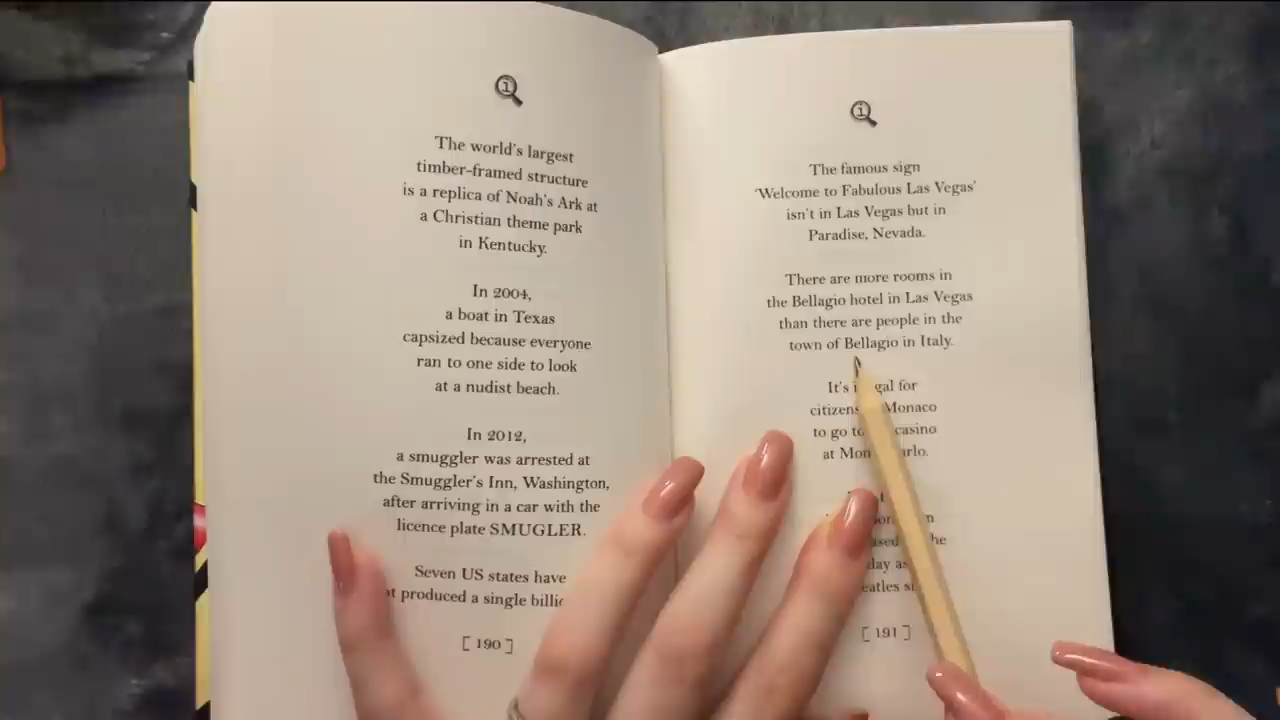 The world's largest
timber-framed structure
is a replica of Noah's Ark at
a Christian theme park
in Kentucky.
In 2004,
a boat in Texas
capsized because everyone
ran to one side to look
at a nudist beach.
In 2012,
a smuggler was arrested at
the Smuggler's Inn, Washington,
after arriving in a car with the
licence plate SMUGLER.
Seven US states have
produced a single
[ 190 ]
The famous sign
'Welcome to Fabulous Las Vegas'
isn't in Las Vegas but in
Paradise, Nevada.
There are more rooms in
the Bellagio hotel in Las Vegas
than there are people in the
town of Bellagio in Italy.
It's for
citizens Monaco
to go to casino
at
day
[ 191 ]